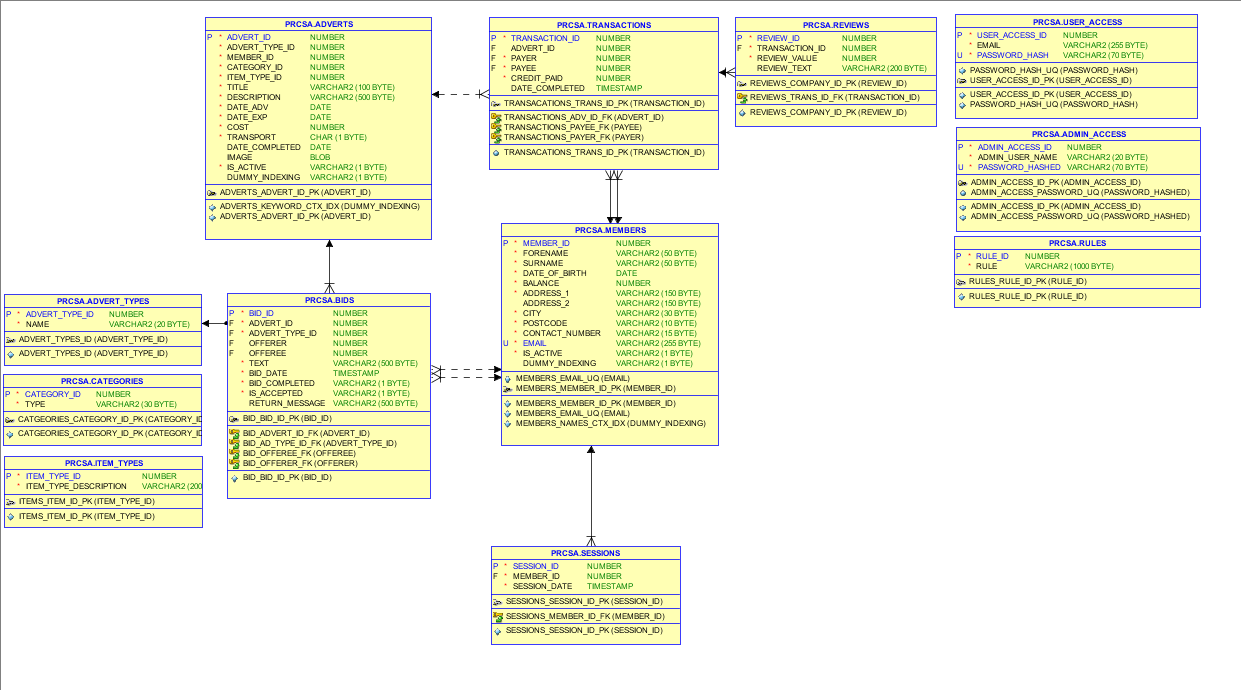 PRCSA.ADVERTS
P * ADVERT_ID NUMBER
* ADVERT_TYPE_ID NUMBER
* MEMBER_ID NUMBER
* CATEGORY_ID NUMBER
* ITEM_TYPE_ID NUMBER
* TITLE VARCHAR2 (100 BYTE)
* DESCRIPTION VARCHAR2 (500 BYTE)
* DATE_ADV DATE
* DATE_EXP DATE
* COST NUMBER
* TRANSPORT CHAR (1 BYTE)
DATE_COMPLETED DATE
IMAGE BLOB
* IS_ACTIVE VARCHAR2 (1 BYTE)
DUMMY_INDEXING VARCHAR2 (1 BYTE)
ADVERTS_ADVERT_ID_PK (ADVERT_ID)
ADVERTS_KEYWORD_CTX_IDX (DUMMY_INDEXING)
ADVERTS_ADVERT_ID_PK (ADVERT_ID)
PRCSA.TRANSACTIONS
P * TRANSACTION_ID NUMBER
F ADVERT_ID NUMBER
F * PAYER NUMBER
F * PAYEE NUMBER
* CREDIT_PAID NUMBER
DATE_COMPLETED TIMESTAMP
TRANSACATIONS_TRANS_ID_PK (TRANSACTION_ID)
TRANSACTIONS_ADV_ID_FK (ADVERT_ID)
TRANSACTIONS_PAYEE_FK (PAYEE)
TRANSACTIONS_PAYER_FK (PAYER)
TRANSACATIONS_TRANS_ID_PK (TRANSACTION_ID)
PRCSA.REVIEWS
P * REVIEW_ID NUMBER
F * TRANSACTION_ID NUMBER
* REVIEW_VALUE NUMBER
REVIEW_TEXT VARCHAR2 (200 BYTE)
REVIEWS_COMPANY_ID_PK (REVIEW_ID)
REVIEWS_TRANS_ID_FK (TRANSACTION_ID)
REVIEWS_COMPANY_ID_PK (REVIEW_ID)
PRCSA.USER_ACCESS
P * USER_ACCESS_ID NUMBER
* EMAIL VARCHAR2 (255 BYTE)
U * PASSWORD_HASH VARCHAR2 (70 BYTE)
PASSWORD_HASH_UQ (PASSWORD_HASH)
USER_ACCESS_ID_PK (USER_ACCESS_ID)
USER_ACCESS_ID_PK (USER_ACCESS_ID)
PASSWORD_HASH_UQ (PASSWORD_HASH)
PRCSA.ADMIN_ACCESS
P * ADMIN_ACCESS_ID NUMBER
* ADMIN_USER_NAME VARCHAR2 (20 BYTE)
U * PASSWORD_HASHED VARCHAR2 (70 BYTE)
ADMIN_ACCESS_ID_PK (ADMIN_ACCESS_ID)
ADMIN_ACCESS_PASSWORD_UQ (PASSWORD_HASHED)
ADMIN_ACCESS_ID_PK (ADMIN_ACCESS_ID)
ADMIN_ACCESS_PASSWORD_UQ (PASSWORD_HASHED)
PRCSA.RULES
P * RULE_ID NUMBER
* RULE VARCHAR2 (1000 BYTE)
RULES_RULE_ID_PK (RULE_ID)
RULES_RULE_ID_PK (RULE_ID)
PRCSA.ADVERT_TYPES
P * ADVERT_TYPE_ID NUMBER
* NAME VARCHAR2 (20 BYTE)
ADVERT_TYPES_ID (ADVERT_TYPE_ID)
ADVERT_TYPES_ID (ADVERT_TYPE_ID)
PRCSA.CATEGORIES
P * CATEGORY_ID NUMBER
* TYPE VARCHAR2 (30 BYTE)
CATGEORIES_CATEGORY_ID_PK (CATEGORY_ID
CATGEORIES_CATEGORY_ID_PK (CATEGORY_ID
PRCSA.ITEM_TYPES
P * ITEM_TYPE_ID NUMBER
* ITEM_TYPE_DESCRIPTION VARCHAR2 (200
ITEMS_ITEM_ID_PK (ITEM_TYPE_ID)
ITEMS_ITEM_ID_PK (ITEM_TYPE_ID)
PRCSA.BIDS
P * BID_ID NUMBER
F * ADVERT_ID NUMBER
F * ADVERT_TYPE_ID NUMBER
F OFFERER NUMBER
F OFFEREE NUMBER
* TEXT VARCHAR2 (500 BYTE)
* BID_DATE TIMESTAMP
* BID_COMPLETED VARCHAR2 (1 BYTE)
* IS_ACCEPTED VARCHAR2 (1 BYTE)
RETURN_MESSAGE VARCHAR2 (500 BYTE)
BID_BID_ID_PK (BID_ID)
BID_ADVERT_ID_FK (ADVERT_ID)
BID_AD_TYPE_ID_FK (ADVERT_TYPE_ID)
BID_OFFEREE_FK (OFFEREE)
BID_OFFERER_FK (OFFERER)
BID_BID_ID_PK (BID_ID)
PRCSA.MEMBERS
P * MEMBER_ID NUMBER
* FORENAME VARCHAR2 (50 BYTE)
* SURNAME VARCHAR2 (50 BYTE)
* DATE_OF_BIRTH DATE
* BALANCE NUMBER
* ADDRESS_1 VARCHAR2 (150 BYTE)
ADDRESS_2 VARCHAR2 (150 BYTE)
* CITY VARCHAR2 (30 BYTE)
* POSTCODE VARCHAR2 (10 BYTE)
* CONTACT_NUMBER VARCHAR2 (15 BYTE)
U * EMAIL VARCHAR2 (255 BYTE)
* IS_ACTIVE VARCHAR2 (1 BYTE)
DUMMY_INDEXING VARCHAR2 (1 BYTE)
MEMBERS_EMAIL_UQ (EMAIL)
MEMBERS_MEMBER_ID_PK (MEMBER_ID)
MEMBERS_MEMBER_ID_PK (MEMBER_ID)
MEMBERS_EMAIL_UQ (EMAIL)
MEMBERS_NAMES_CTX_IDX (DUMMY_INDEXING)
PRCSA.SESSIONS
P * SESSION_ID NUMBER
F * MEMBER_ID NUMBER
* SESSION_DATE TIMESTAMP
SESSIONS_SESSION_ID_PK (SESSION_ID)
SESSIONS_MEMBER_ID_FK (MEMBER_ID)
SESSIONS_SESSION_ID_PK (SESSION_ID)